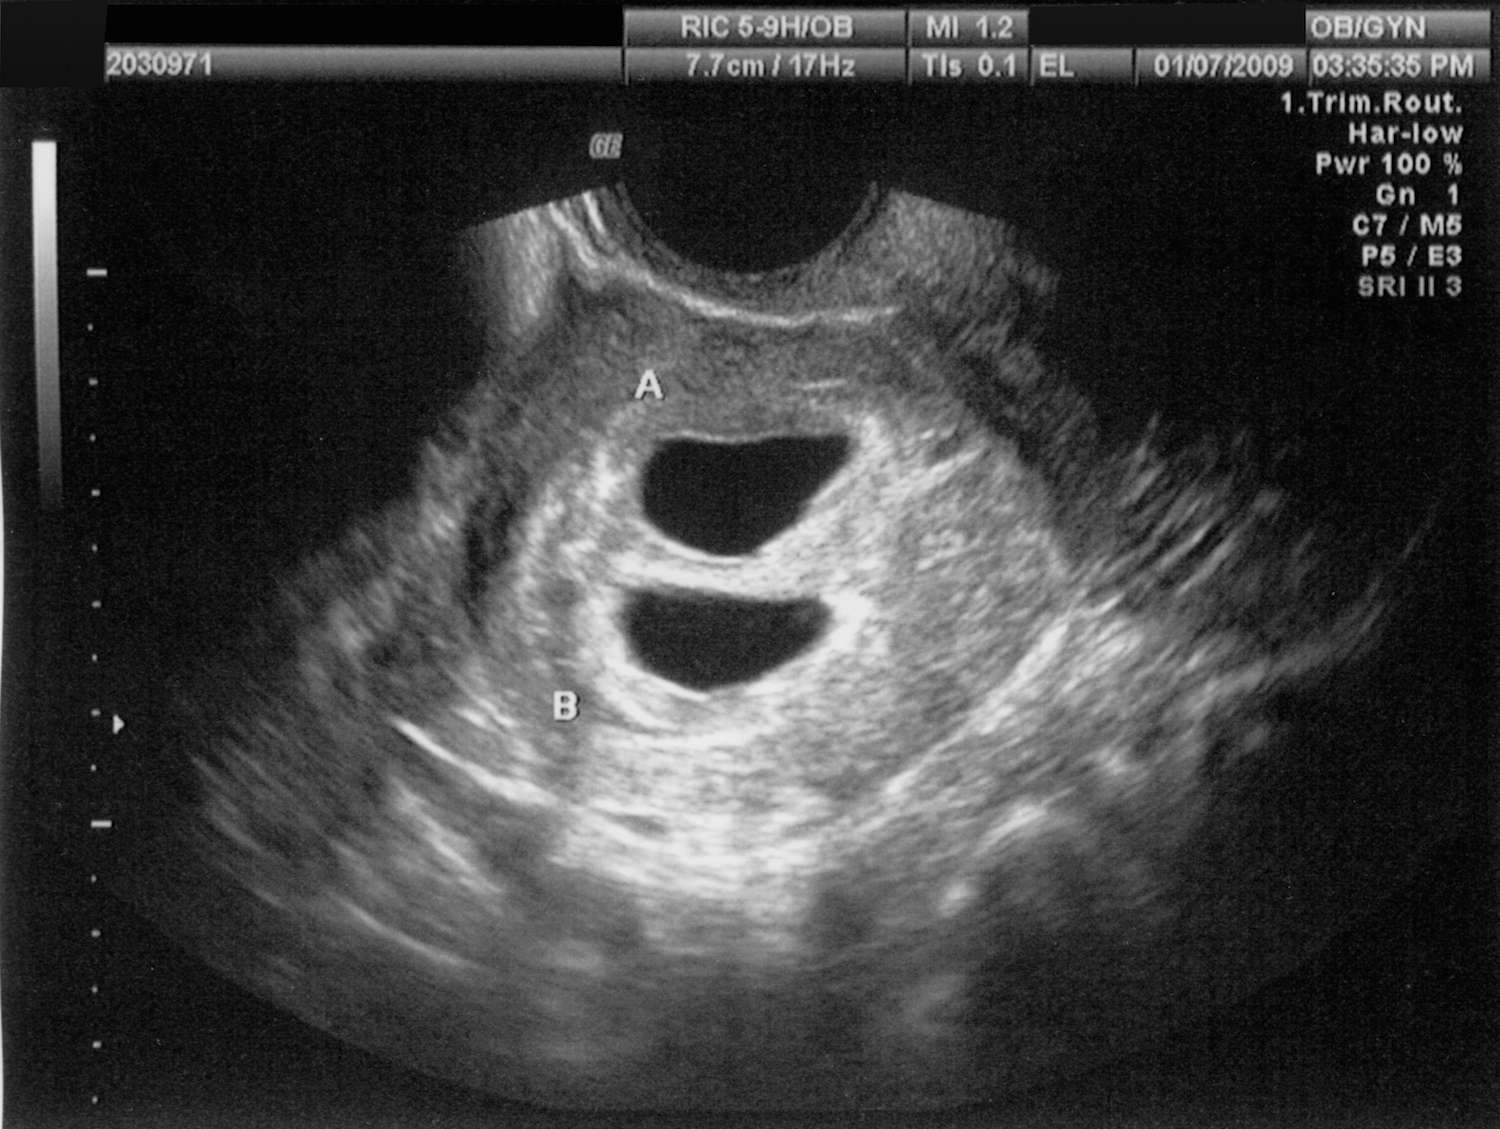 RIC 5-9H/OB MI 1.2 OB/GYN
2030971 7.7cm / 17Hz TIs 0.1 EL 01/07/2009 03:35:35 PM
1.Trim.Rout.
Har-low
Pwr 100 %
Gn 1
C7 / M5
P5 / E3
SRI II 3
GE
A
B